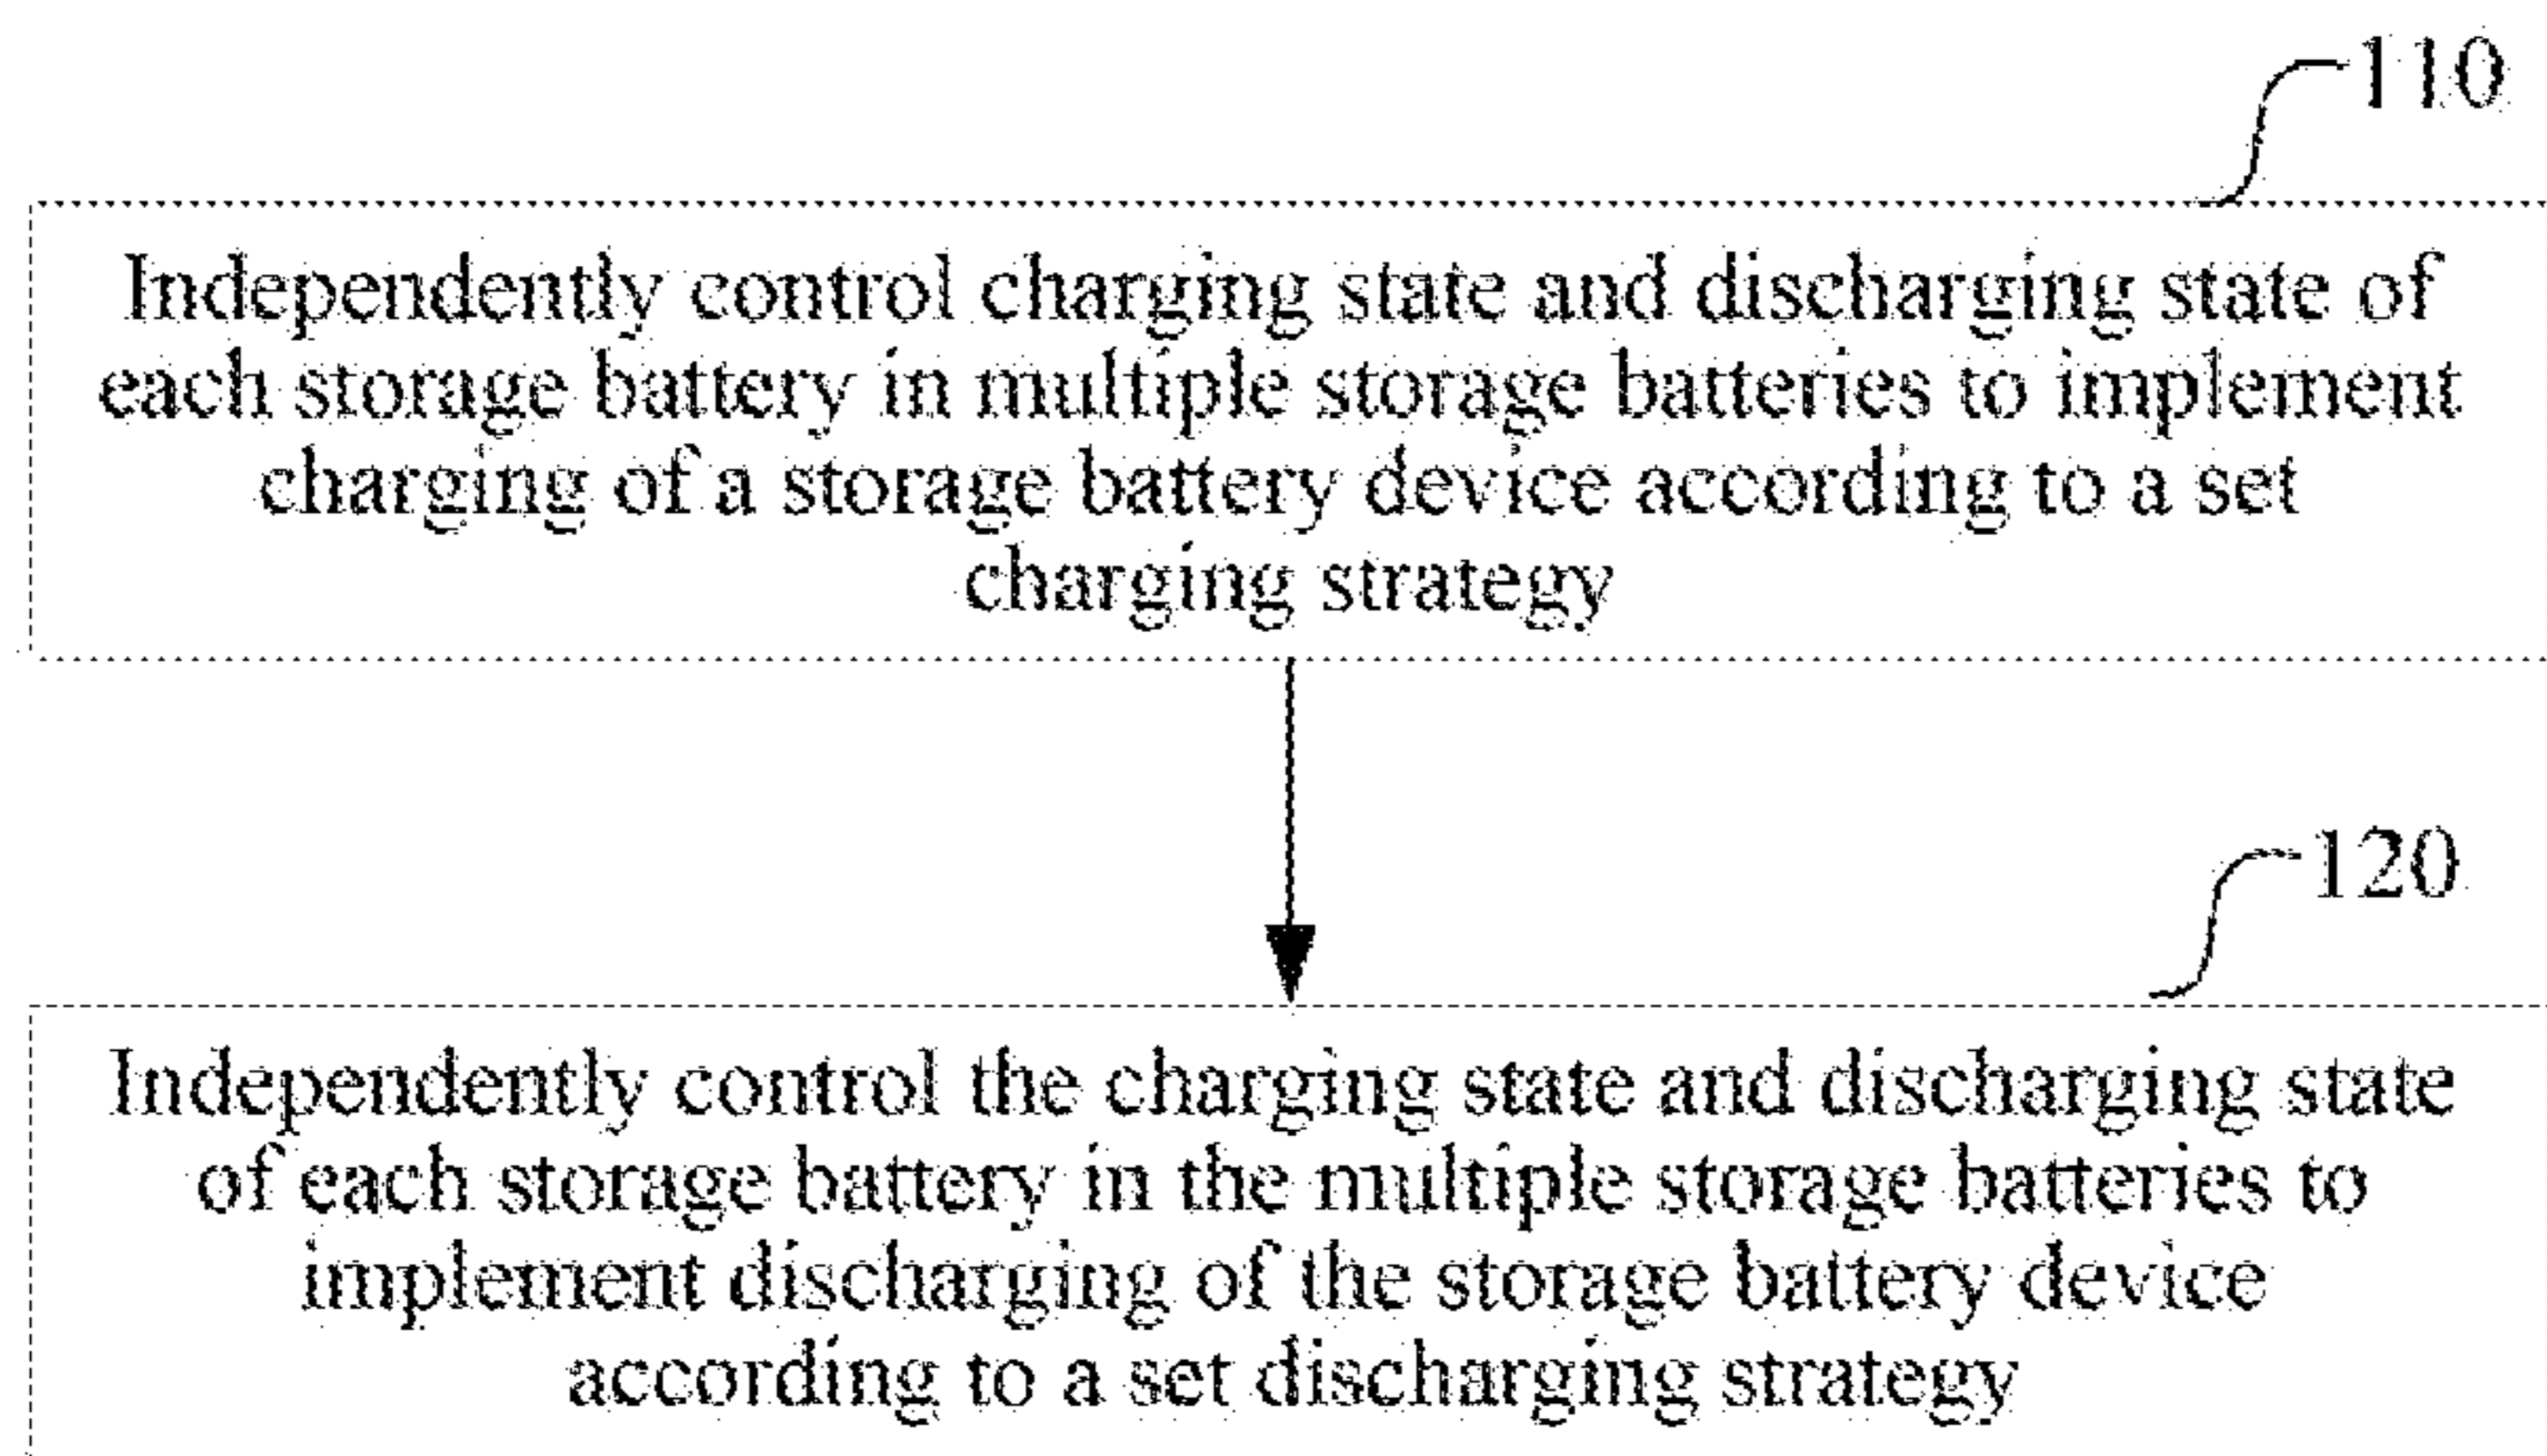 110
Independently control charging state and discharging state of
each storage battery in multiple storage batteries to implement
charging of a storage battery device according to a set
charging strategy
120
Independently control the charging state and discharging state
of each storage battery in the multiple storage batteries to
implement discharging of the storage battery device
according to a set discharging strategy